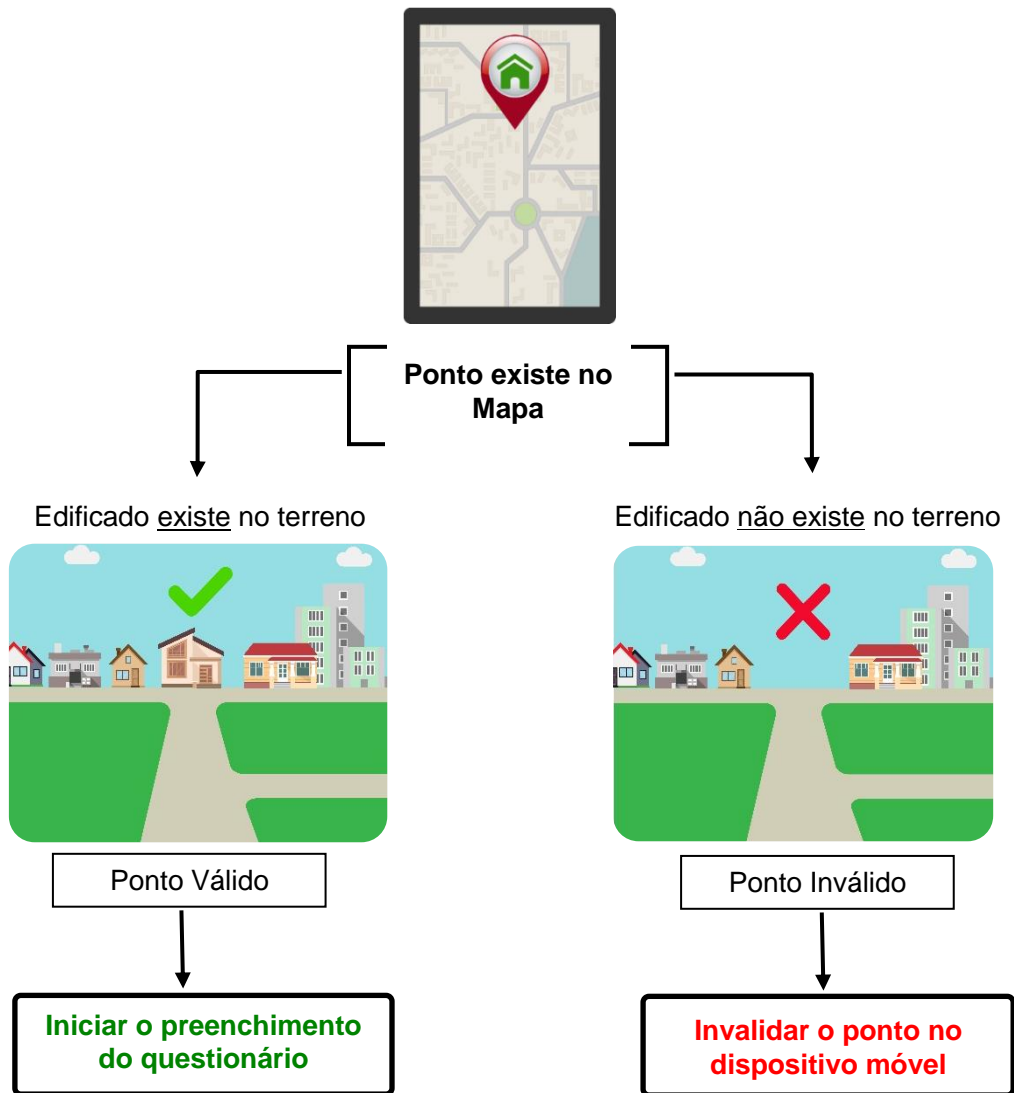 Ponto existe no
Mapa
Edificado existe no terreno
Edificado não existe no terreno
Ponto Válido
Ponto Inválido
Iniciar o preenchimento
do questionário
Invalidar o ponto no
dispositivo móvel